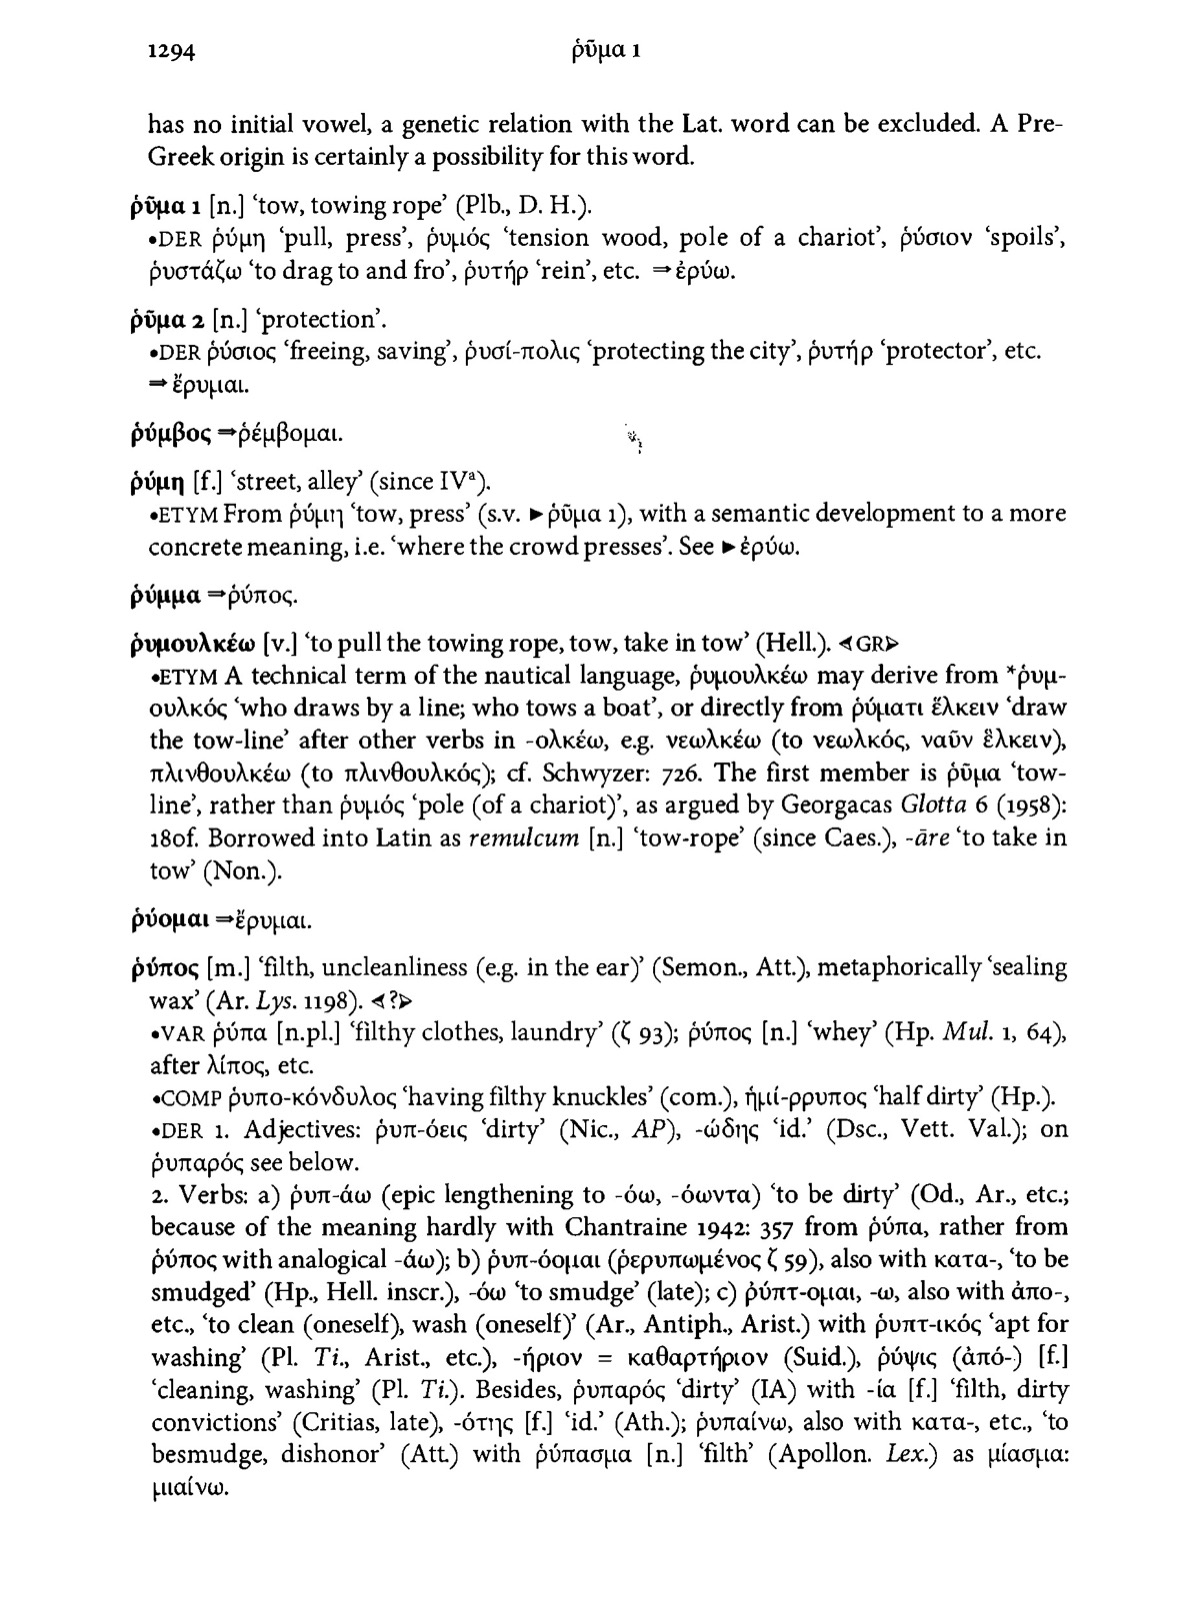 1294 ῥῦμα 1
has no initial vowel, a genetic relation with the Lat. word can be excluded. A Pre-
Greek origin is certainly a possibility for this word.
ῥῦμα 1 [n.] ‘tow, towing rope’ (Plb., D. H.).
•DER ῥύμη ‘pull, press’, ῥυμός ‘tension wood, pole of a chariot’, ῥύσιον ‘spoils’,
ῥυστάζω ‘to drag to and fro’, ῥυτήρ ‘rein’, etc. ⇒ἐρύω.
ῥῦμα 2 [n.] ‘protection’.
•DER ῥύσιος ‘freeing, saving’, ῥυσί-πολις ‘protecting the city’, ῥυτήρ ‘protector’, etc.
⇒ἔρυμαι.
ῥύμβος ⇒ῥέμβομαι.
ῥύμη [f.] ‘street, alley’ (since IVª).
•ETYM From ῥύμη ‘tow, press’ (s.v. ►ῥῦμα 1), with a semantic development to a more
concrete meaning, i.e. ‘where the crowd presses’. See ►ἐρύω.
ῥύμμα ⇒ῥύπος.
ῥυμουλκέω [v.] ‘to pull the towing rope, tow, take in tow’ (Hell.). ⊲GR⊳
•ETYM A technical term of the nautical language, ῥυμουλκέω may derive from *ῥυμ-
ουλκός ‘who draws by a line; who tows a boat’, or directly from ῥύματι ἕλκειν ‘draw
the tow-line’ after other verbs in -ολκέω, e.g. νεωλκέω (to νεωλκός, ναῦν ἕλκειν),
πλινθουλκέω (to πλινθουλκός); cf. Schwyzer: 726. The first member is ῥῦμα ‘tow-
line’, rather than ῥυμός ‘pole (of a chariot)’, as argued by Georgacas Glotta 6 (1958):
180f. Borrowed into Latin as remulcum [n.] ‘tow-rope’ (since Caes.), -āre ‘to take in
tow’ (Non.).
ῥύομαι ⇒ἔρυμαι.
ῥύπος [m.] ‘filth, uncleanliness (e.g. in the ear)’ (Semon., Att.), metaphorically ‘sealing
wax’ (Ar. Lys. 1198). ⊲?⊳
•VAR ῥύπα [n.pl.] ‘filthy clothes, laundry’ (ζ 93); ῥύπος [n.] ‘whey’ (Hp. Mul. 1, 64),
after λίπος, etc.
•COMP ῥυπο-κόνδυλος ‘having filthy knuckles’ (com.), ἡμί-ρρυπος ‘half dirty’ (Hp.).
•DER 1. Adjectives: ῥυπ-όεις ‘dirty’ (Nic., AP), -ώδης ‘id.’ (Dsc., Vett. Val.); on
ῥυπαρός see below.
2. Verbs: a) ῥυπ-άω (epic lengthening to -όω, -όωντα) ‘to be dirty’ (Od., Ar., etc.;
because of the meaning hardly with Chantraine 1942: 357 from ῥύπα, rather from
ῥύπος with analogical -άω); b) ῥυπ-όομαι (ῥερυπωμένος ζ 59), also with κατα-, ‘to be
smudged’ (Hp., Hell. inscr.), -όω ‘to smudge’ (late); c) ῥύπτ-ομαι, -ω, also with ἀπο-,
etc., ‘to clean (oneself), wash (oneself)’ (Ar., Antiph., Arist.) with ῥυπτ-ικός ‘apt for
washing’ (Pl. Ti., Arist., etc.), -ήριον = καθαρτήριον (Suid.), ῥύψις (ἀπό-) [f.]
‘cleaning, washing’ (Pl. Ti.). Besides, ῥυπαρός ‘dirty’ (IA) with -ία [f.] ‘filth, dirty
convictions’ (Critias, late), -ότης [f.] ‘id.’ (Ath.); ῥυπαίνω, also with κατα-, etc., ‘to
besmudge, dishonor’ (Att.) with ῥύπασμα [n.] ‘filth’ (Apollon. Lex.) as μίασμα:
μιαίνω.